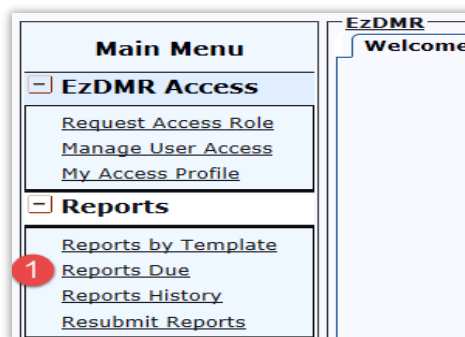 Main Menu
EzDMR Access
Request Access Role
Manage User Access
My Access Profile
Reports
Reports by Template
1 Reports Due
Reports History
Resubmit Reports
EzDMR
Welcome